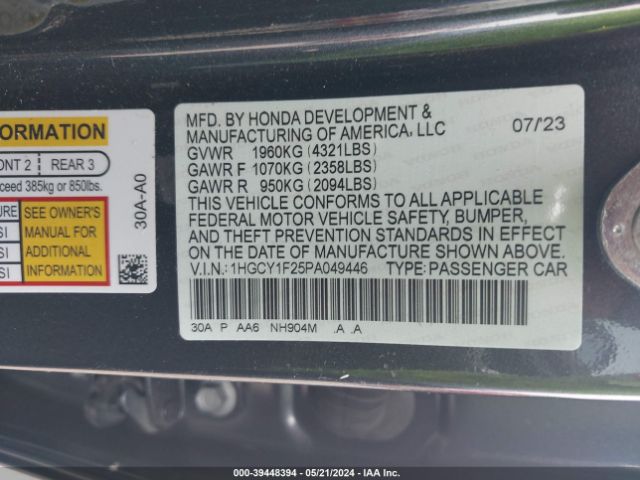 ORMATION
ONT 2 REAR 3
ceed 385kg or 850lbs.
URE
SI
SI
SI
SEE OWNER'S
MANUAL FOR
ADDITIONAL
INFORMATION
30A-A0
MFD. BY HONDA DEVELOPMENT &
MANUFACTURING OF AMERICA, LLC 07/'23
GVWR 1960KG (4321LBS)
GAWR F 1070KG (2358LBS)
GAWR R 950KG (2094LBS)
THIS VEHICLE CONFORMS TO ALL APPLICABLE
FEDERAL MOTOR VEHICLE SAFETY, BUMPER,
AND THEFT PREVENTION STANDARDS IN EFFECT
ON THE DATE OF MANUFACTURE SHOWN ABOVE.
V.I.N.: 1HGCY1F25PA049446 TYPE: PASSENGER CAR
30A P AA6 NH904M .A .A
© IAA 39448394 - 05/21/2024 - IAA Inc.